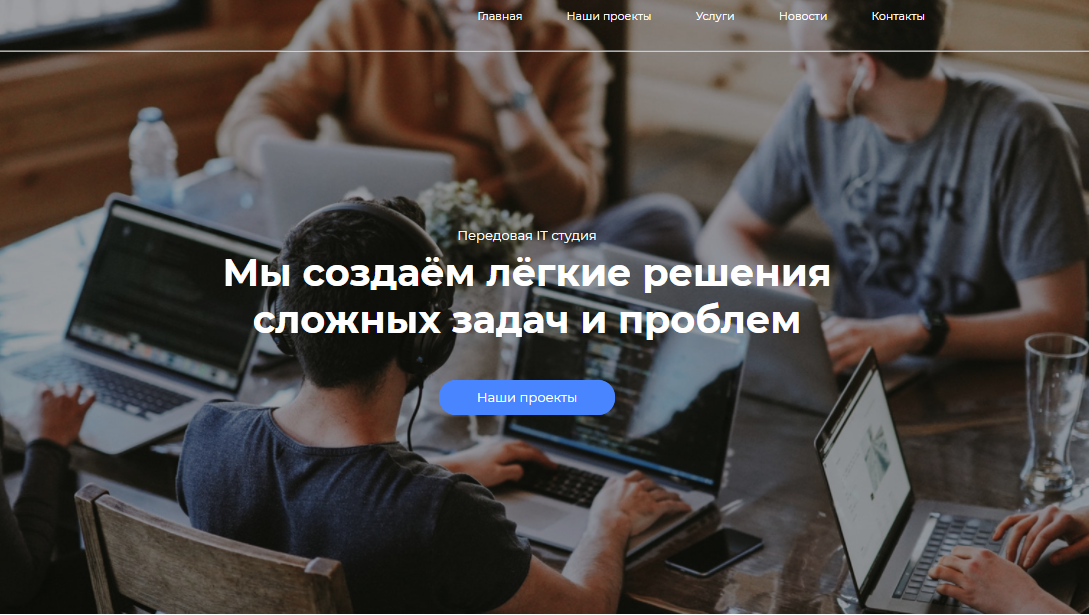 Главная Наши проекты Услуги Новости Контакты
Передовая IT студия
Мы создаём лёгкие решения
сложных задач и проблем
Наши проекты